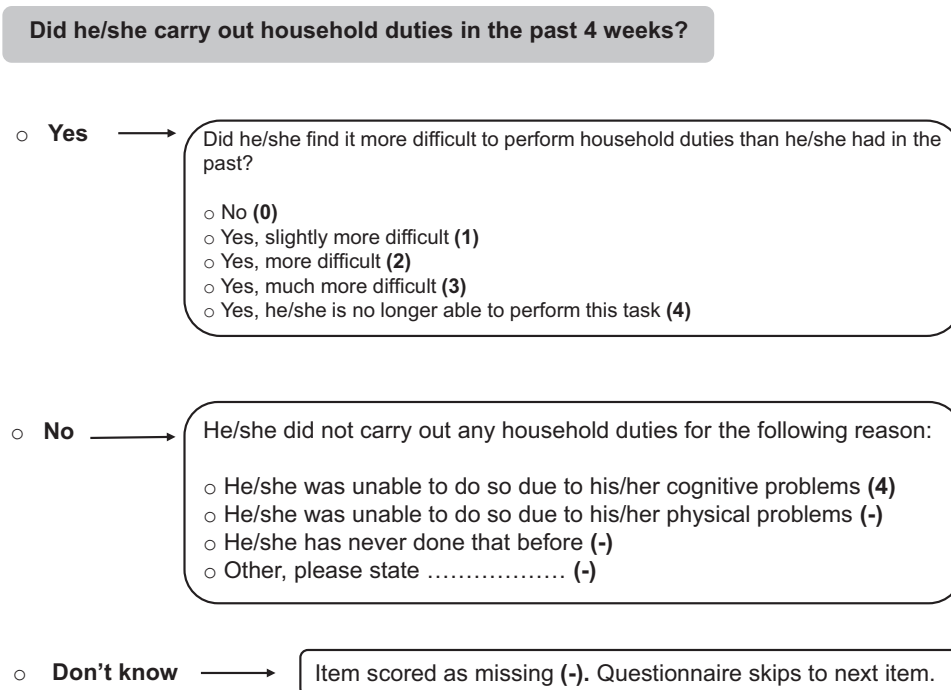 Did he/she carry out household duties in the past 4 weeks?
○ Yes
Did he/she find it more difficult to perform household duties than he/she had in the
past?
○ No (0)
○ Yes, slightly more difficult (1)
○ Yes, more difficult (2)
○ Yes, much more difficult (3)
○ Yes, he/she is no longer able to perform this task (4)
○ No
He/she did not carry out any household duties for the following reason:
○ He/she was unable to do so due to his/her cognitive problems (4)
○ He/she was unable to do so due to his/her physical problems (-)
○ He/she has never done that before (-)
○ Other, please state .................. (-)
○ Don't know
Item scored as missing (-). Questionnaire skips to next item.